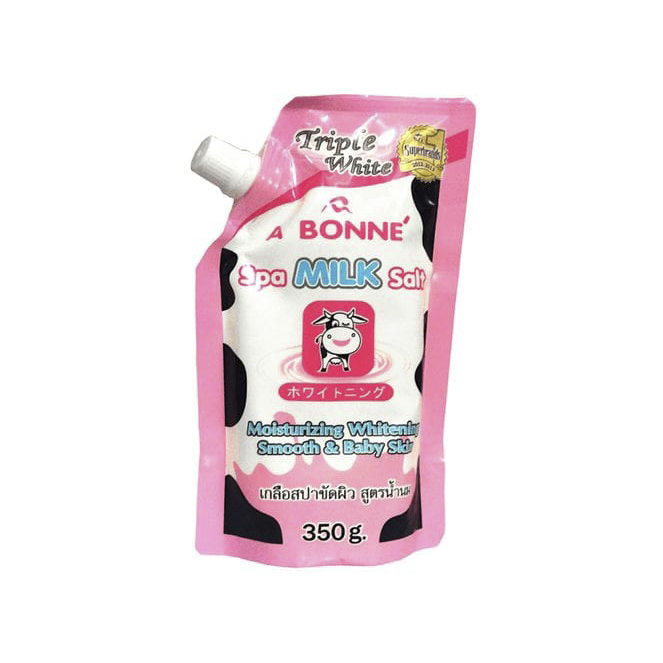 Triple
White
Superbrands
A BONNE´
Spa MILK Salt
ホワイトニング
Moisturizing Whitening
Smooth & Baby Skin
เกลือสปาขัดผิว สูตรน้ำนม
350 g.